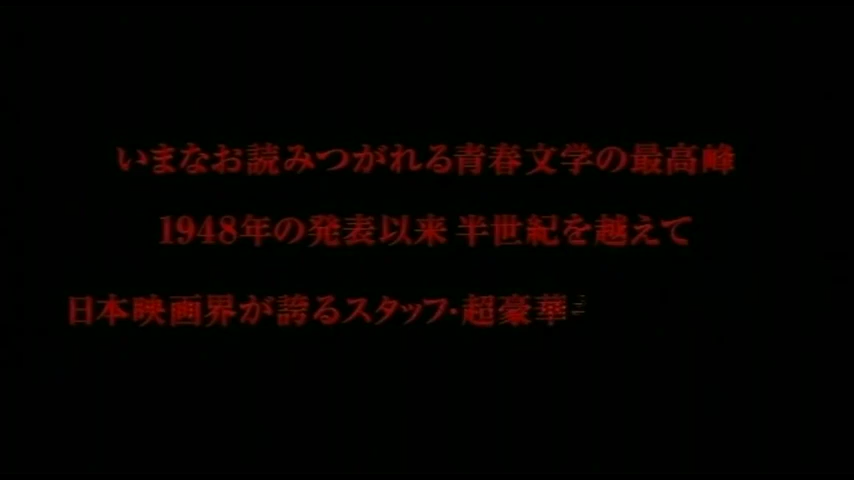 いまなお読みつがれる青春文学の最高峰
1948年の発表以来 半世紀を越えて
日本映画界が誇るスタッフ・超豪華